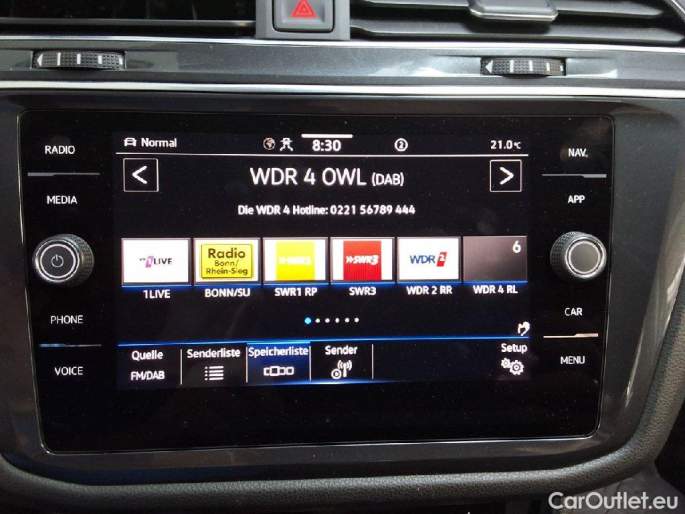 RADIO
MEDIA
PHONE
VOICE
Normal
8:30
2
21.0°C
WDR 4 OWL (DAB)
Die WDR 4 Hotline: 0221 56789 444
1LIVE
Radio
Bonn/
Rhein-Sieg
SWR1
SWR3
WDR 2
6
1LIVE
BONN/SU
SWR1 RP
SWR3
WDR 2 RR
WDR 4 RL
Quelle
FM/DAB
Senderliste
Speicherliste
Sender
Setup
NAV
APP
CAR
MENU
CarOutlet.eu